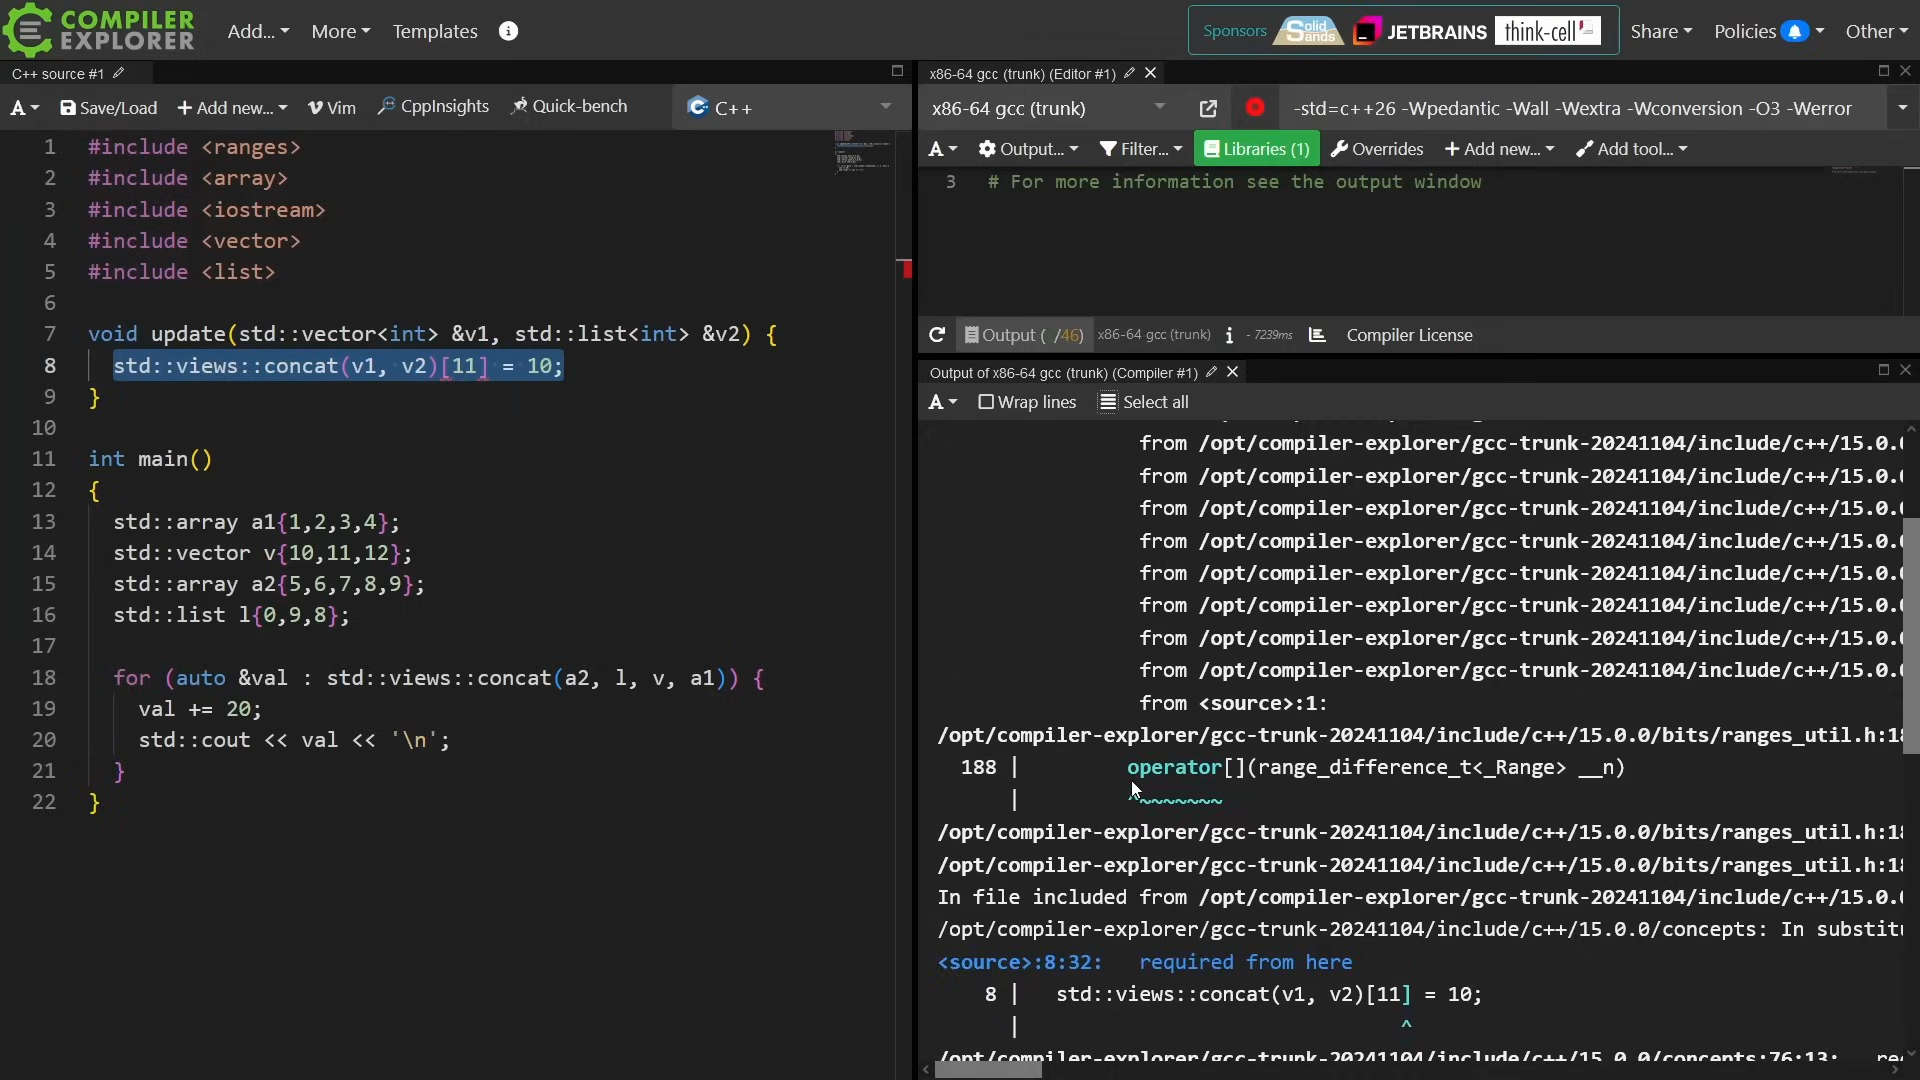 COMPILER
EXPLORER
Add...
More
Templates
Sponsors
Solid Sands
JETBRAINS
think-cell
Share
Policies
Other
C++ source #1
A
Save/Load
Add new...
Vim
CppInsights
Quick-bench
C++
1 #include <ranges>
2 #include <array>
3 #include <iostream>
4 #include <vector>
5 #include <list>
6
7 void update(std::vector<int> &v1, std::list<int> &v2) {
8 std::views::concat(v1, v2)[11] = 10;
9 }
10
11 int main()
12 {
13 std::array a1{1,2,3,4};
14 std::vector v{10,11,12};
15 std::array a2{5,6,7,8,9};
16 std::list l{0,9,8};
17
18 for (auto &val : std::views::concat(a2, l, v, a1)) {
19 val += 20;
20 std::cout << val << '\n';
21 }
22 }
x86-64 gcc (trunk) (Editor #1)
x86-64 gcc (trunk)
-std=c++26 -Wpedantic -Wall -Wextra -Wconversion -O3 -Werror
A
Output...
Filter...
Libraries (1)
Overrides
Add new...
Add tool...
3 # For more information see the output window
Output ( /46)
x86-64 gcc (trunk)
i
- 7239ms
Compiler License
Output of x86-64 gcc (trunk) (Compiler #1)
A
Wrap lines
Select all
from /opt/compiler-explorer/gcc-trunk-20241104/include/c++/15.0.
from /opt/compiler-explorer/gcc-trunk-20241104/include/c++/15.0.
from /opt/compiler-explorer/gcc-trunk-20241104/include/c++/15.0.
from /opt/compiler-explorer/gcc-trunk-20241104/include/c++/15.0.
from /opt/compiler-explorer/gcc-trunk-20241104/include/c++/15.0.
from /opt/compiler-explorer/gcc-trunk-20241104/include/c++/15.0.
from /opt/compiler-explorer/gcc-trunk-20241104/include/c++/15.0.
from /opt/compiler-explorer/gcc-trunk-20241104/include/c++/15.0.
from <source>:1:
/opt/compiler-explorer/gcc-trunk-20241104/include/c++/15.0.0/bits/ranges_util.h:1
188 | operator[](range_difference_t<_Range> __n)
| ^~~~~~~~
/opt/compiler-explorer/gcc-trunk-20241104/include/c++/15.0.0/bits/ranges_util.h:1
/opt/compiler-explorer/gcc-trunk-20241104/include/c++/15.0.0/bits/ranges_util.h:1
In file included from /opt/compiler-explorer/gcc-trunk-20241104/include/c++/15.0.
/opt/compiler-explorer/gcc-trunk-20241104/include/c++/15.0.0/concepts: In substit
<source>:8:32: required from here
8 | std::views::concat(v1, v2)[11] = 10;
| ^
/opt/compiler-explorer/gcc-trunk-20241104/include/c++/15.0.0/concepts:76:13: re